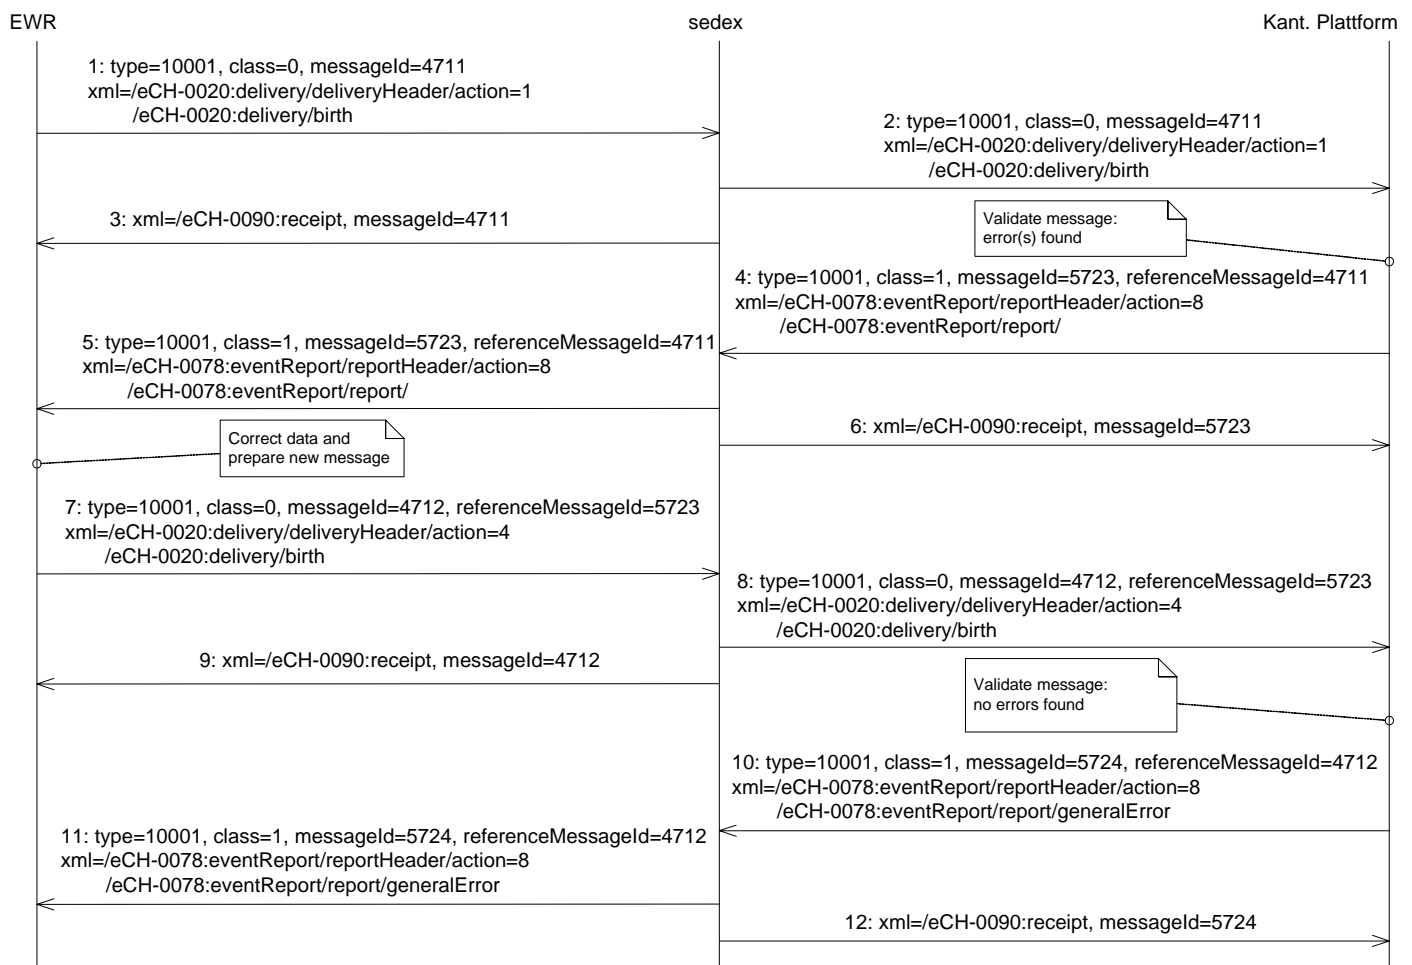 EWR
sedex
Kant. Plattform
1: type=10001, class=0, messageId=4711
xml=/eCH-0020:delivery/deliveryHeader/action=1
/eCH-0020:delivery/birth
2: type=10001, class=0, messageId=4711
xml=/eCH-0020:delivery/deliveryHeader/action=1
/eCH-0020:delivery/birth
3: xml=/eCH-0090:receipt, messageId=4711
Validate message:
error(s) found
4: type=10001, class=1, messageId=5723, referenceMessageId=4711
xml=/eCH-0078:eventReport/reportHeader/action=8
/eCH-0078:eventReport/report/
5: type=10001, class=1, messageId=5723, referenceMessageId=4711
xml=/eCH-0078:eventReport/reportHeader/action=8
/eCH-0078:eventReport/report/
6: xml=/eCH-0090:receipt, messageId=5723
Correct data and
prepare new message
7: type=10001, class=0, messageId=4712, referenceMessageId=5723
xml=/eCH-0020:delivery/deliveryHeader/action=4
/eCH-0020:delivery/birth
8: type=10001, class=0, messageId=4712, referenceMessageId=5723
xml=/eCH-0020:delivery/deliveryHeader/action=4
/eCH-0020:delivery/birth
9: xml=/eCH-0090:receipt, messageId=4712
Validate message:
no errors found
10: type=10001, class=1, messageId=5724, referenceMessageId=4712
xml=/eCH-0078:eventReport/reportHeader/action=8
/eCH-0078:eventReport/report/generalError
11: type=10001, class=1, messageId=5724, referenceMessageId=4712
xml=/eCH-0078:eventReport/reportHeader/action=8
/eCH-0078:eventReport/report/generalError
12: xml=/eCH-0090:receipt, messageId=5724